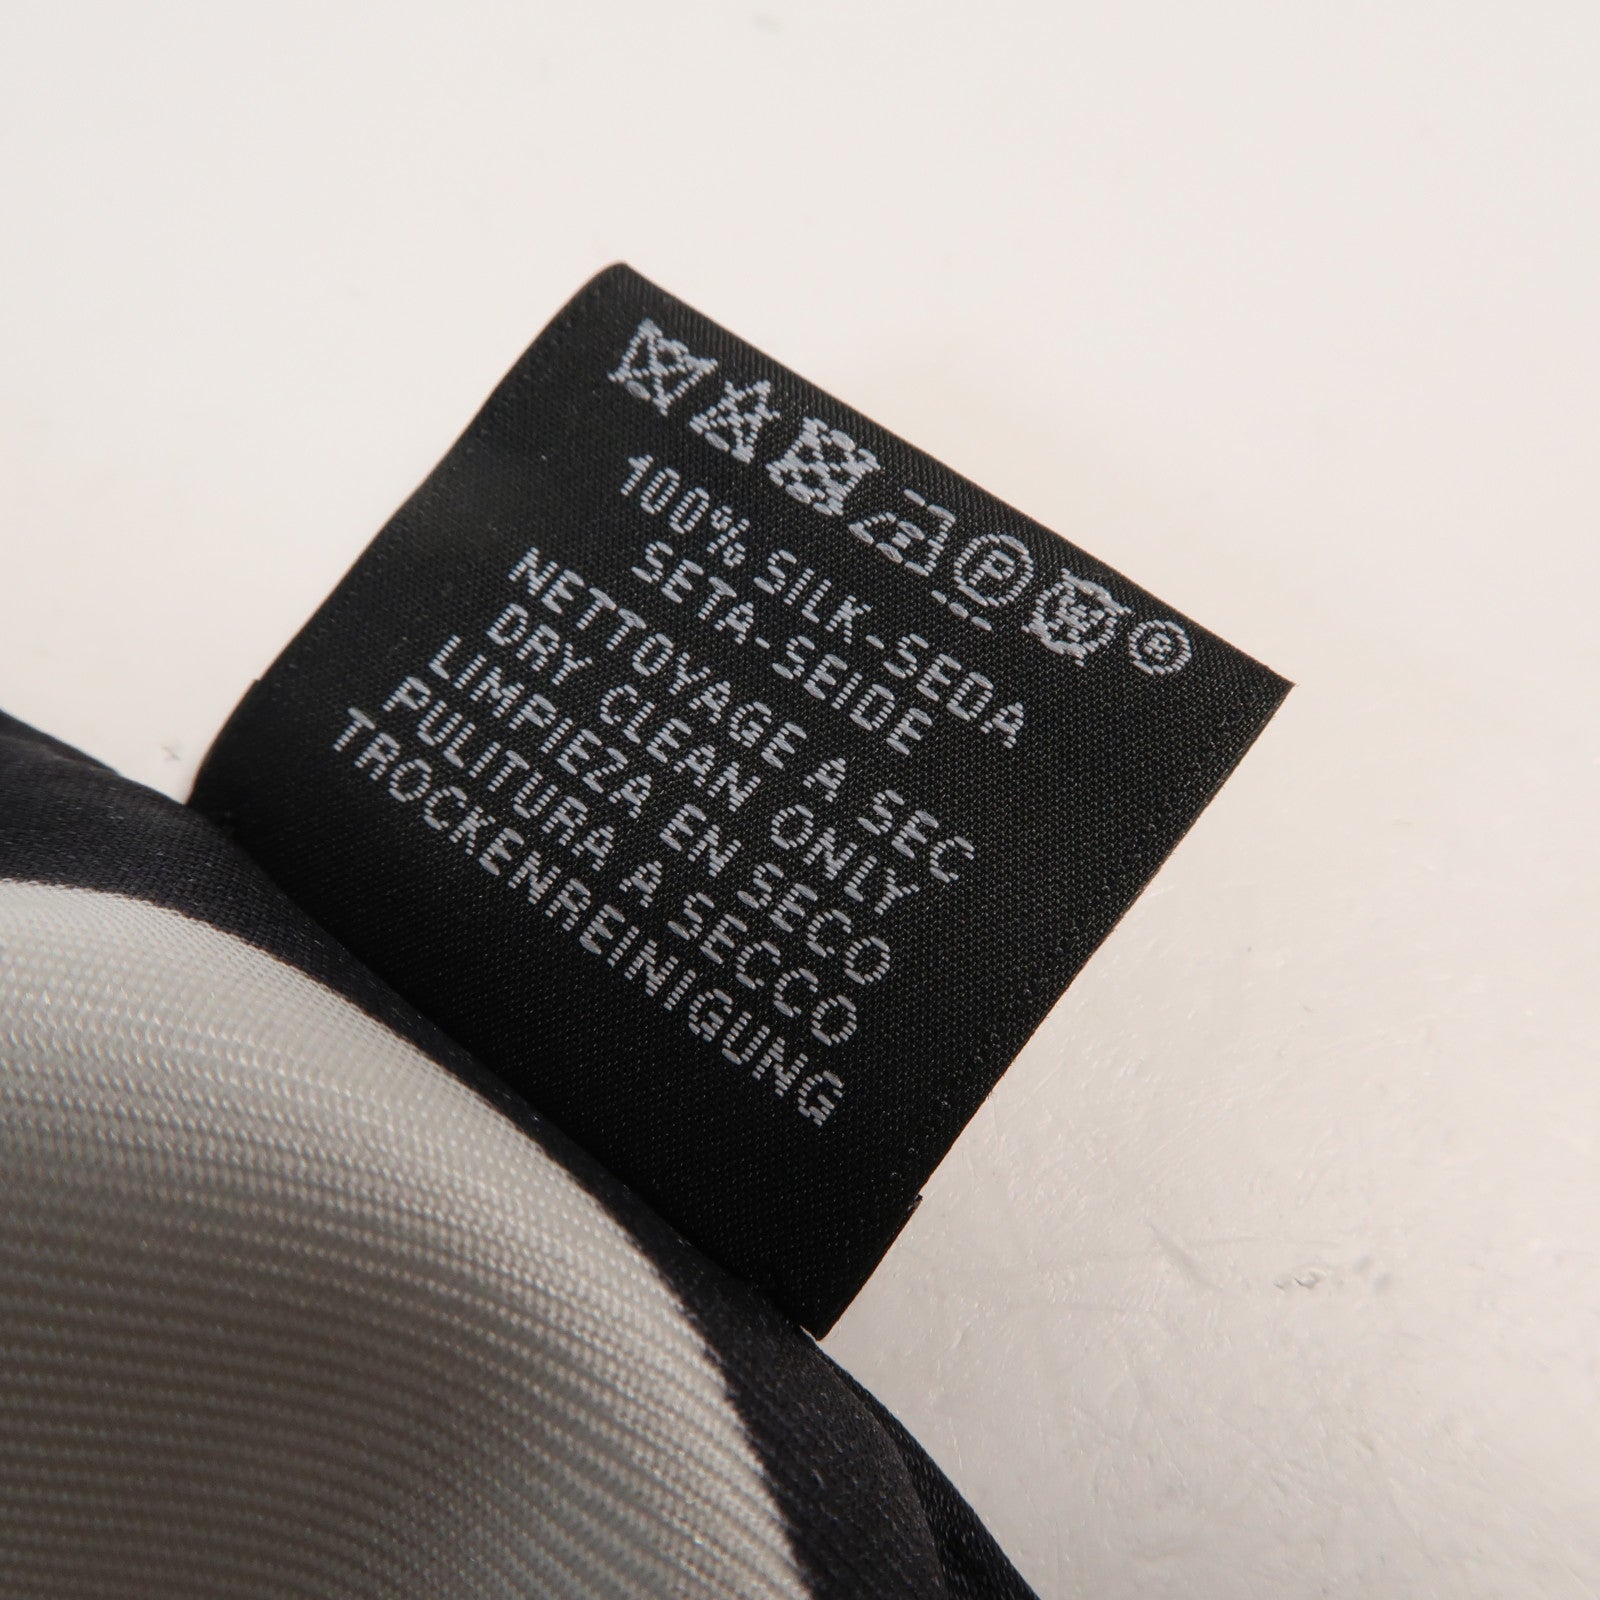 100% SILK-SEDA
SETA-SEIDE
NETTOYAGE A SEC
DRY CLEAN ONLY
LIMPIEZA EN SECO
PULITURA A SECCO
TROCKENREINIGUNG